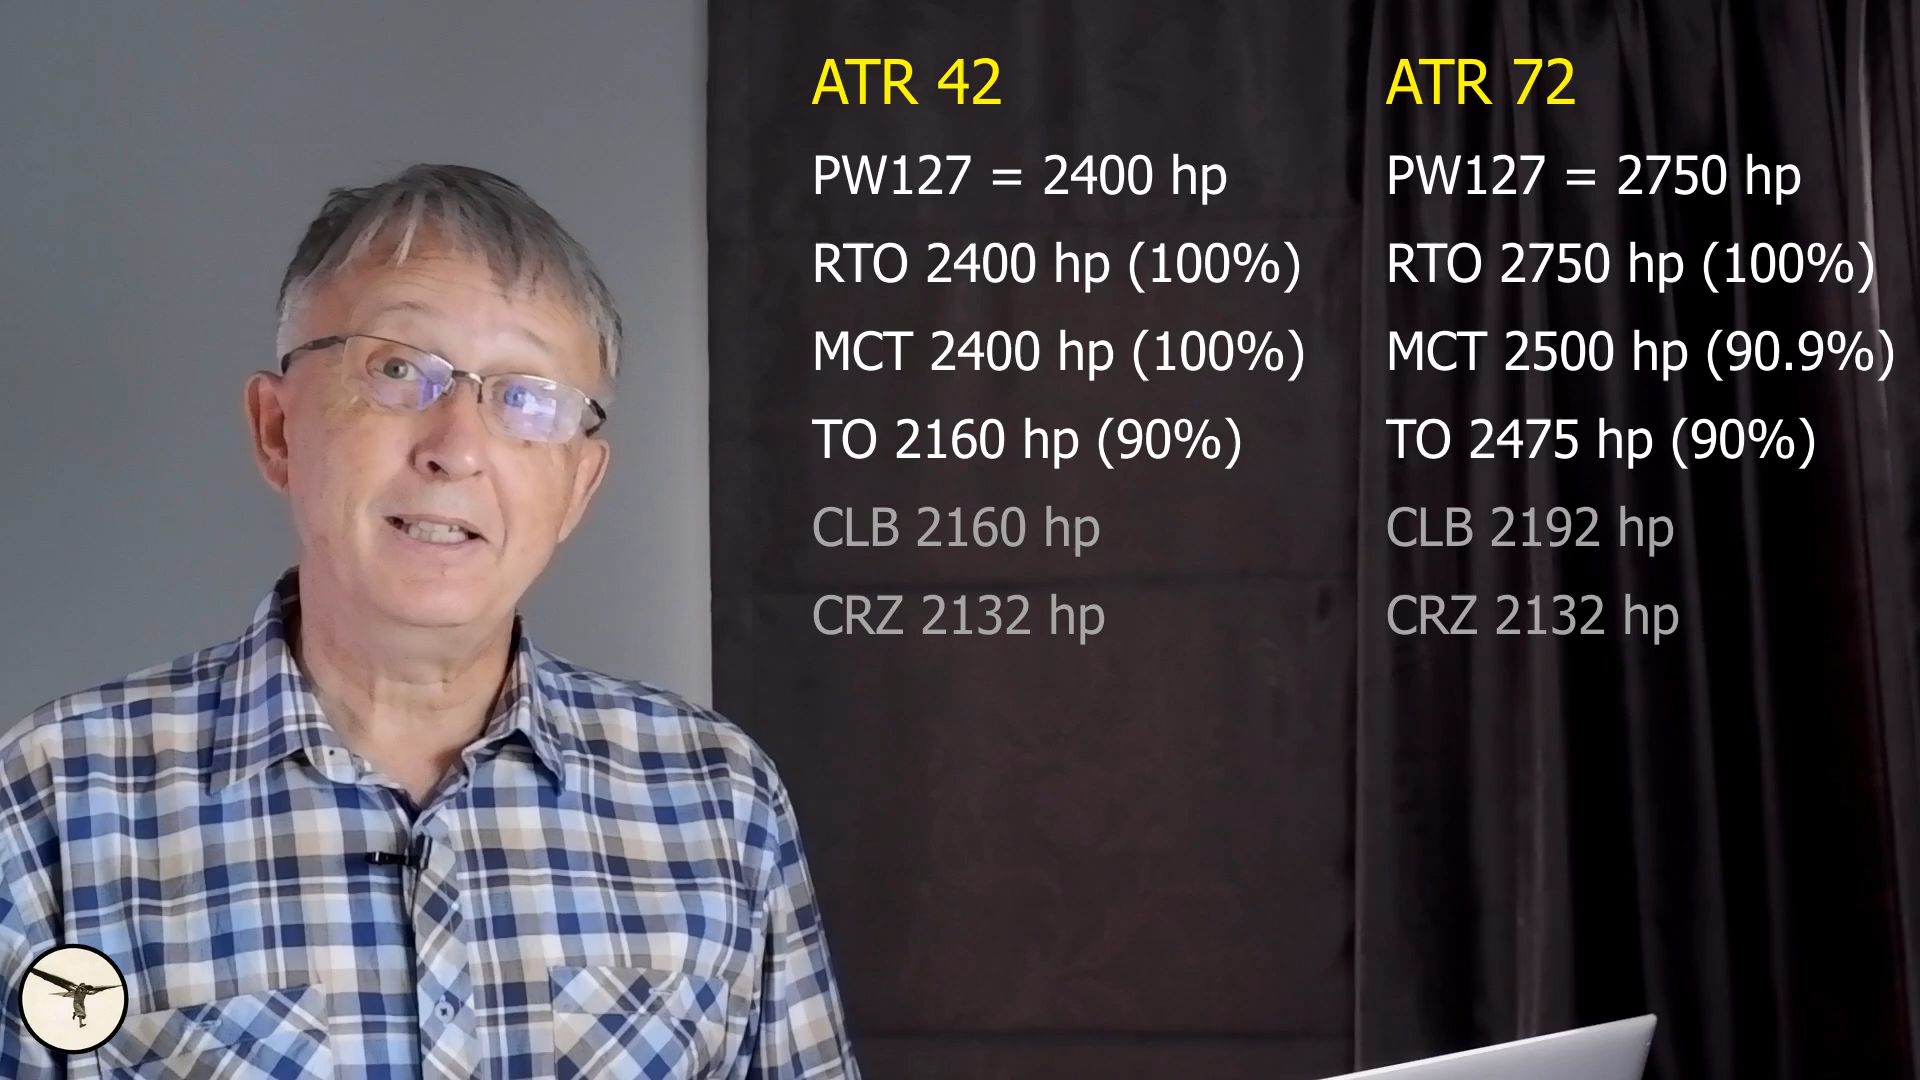 ATR 42
PW127 = 2400 hp
RTO 2400 hp (100%)
MCT 2400 hp (100%)
TO 2160 hp (90%)
CLB 2160 hp
CRZ 2132 hp
ATR 72
PW127 = 2750 hp
RTO 2750 hp (100%)
MCT 2500 hp (90.9%)
TO 2475 hp (90%)
CLB 2192 hp
CRZ 2132 hp